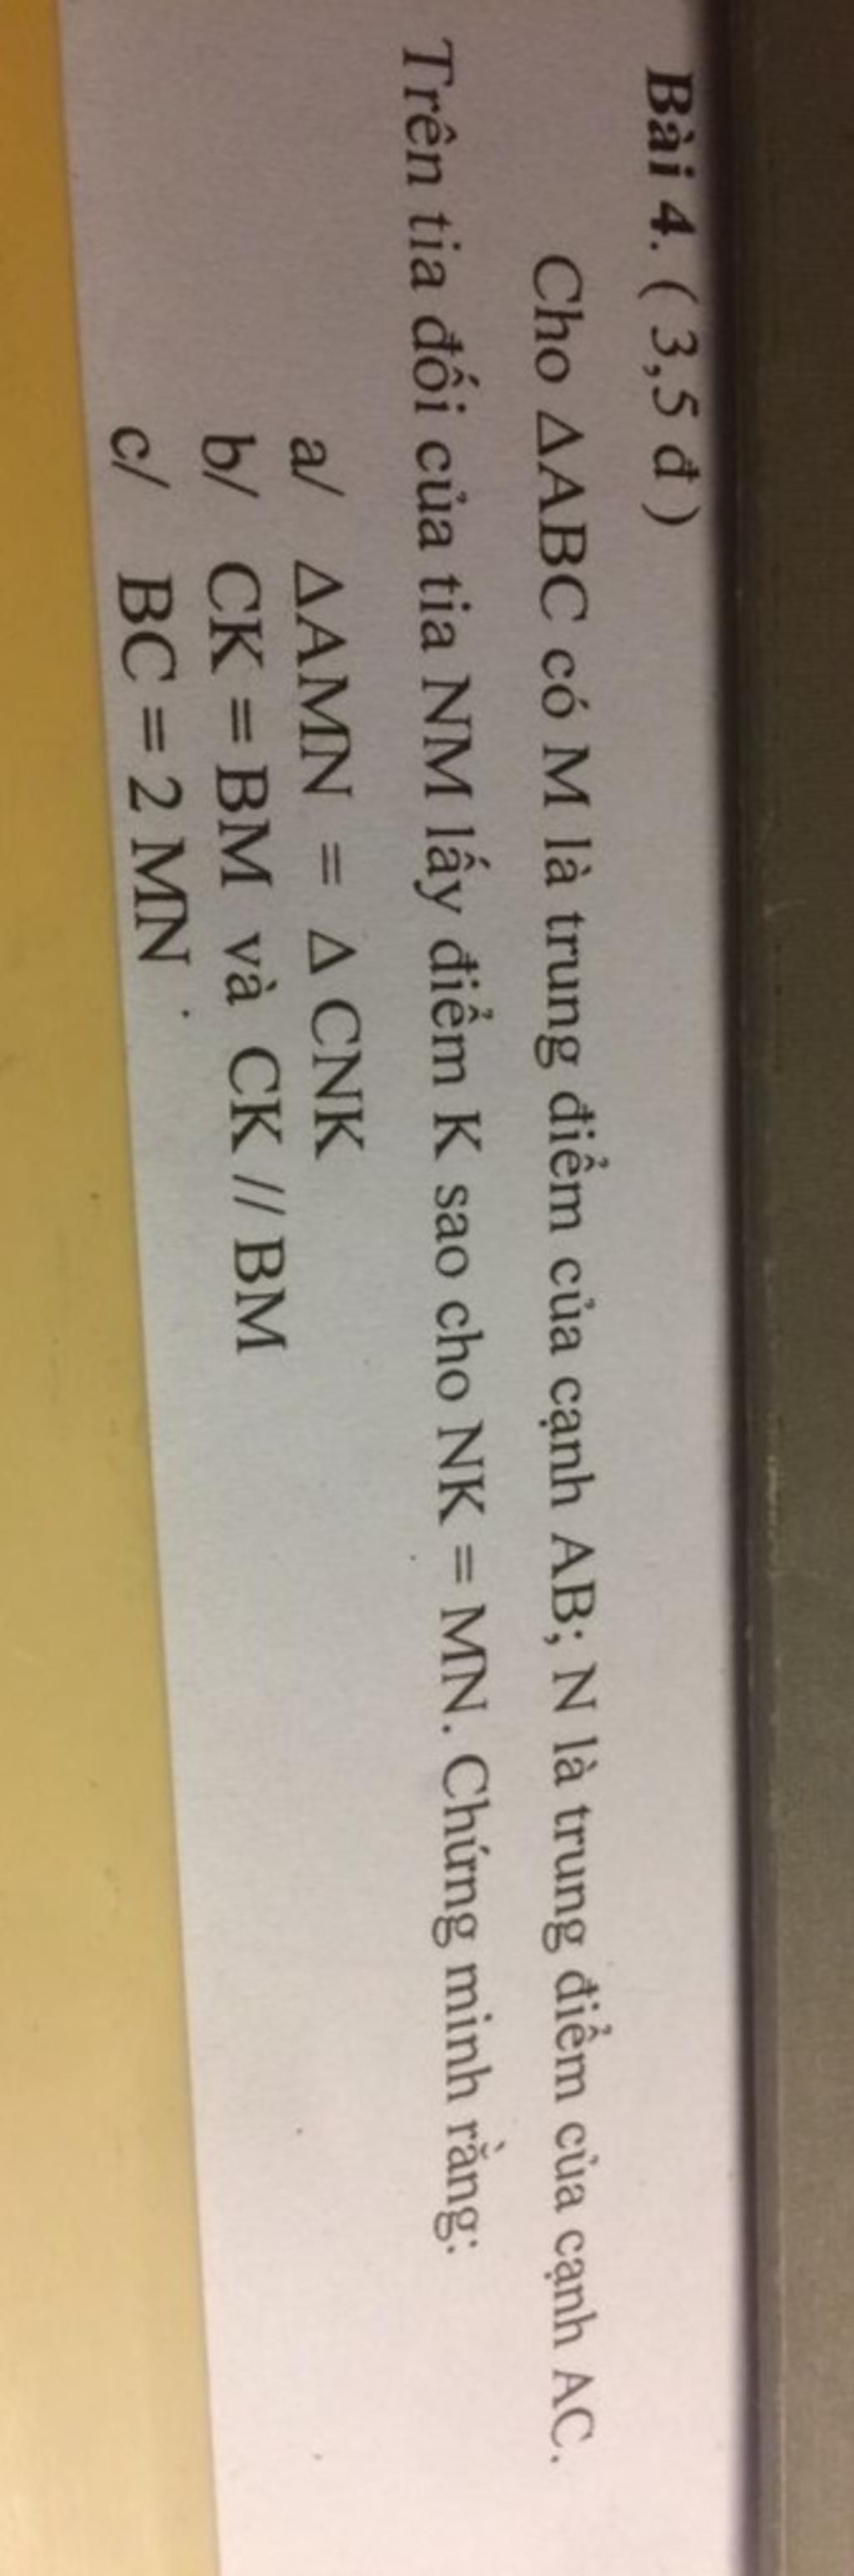 Bài 4. ( 3,5 đ )
Cho ΔABC có M là trung điểm của cạnh AB; N là trung điểm của cạnh AC.
Trên tia đối của tia NM lấy điểm K sao cho NK = MN. Chứng minh rằng:
a/ ΔAMN = Δ CNK
b/ CK = BM và CK // BM
c/ BC = 2 MN .